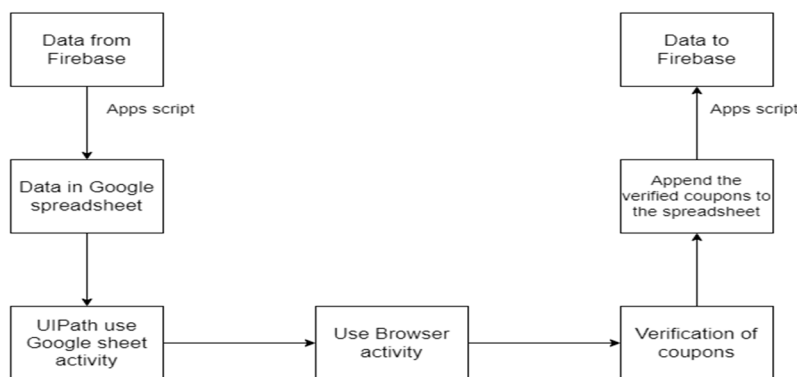 Data from
Firebase
Data to
Firebase
Apps script
Apps script
Data in Google
spreadsheet
Append the
verified coupons to
the spreadsheet
UIPath use
Google sheet
activity
Use Browser
activity
Verification of
coupons